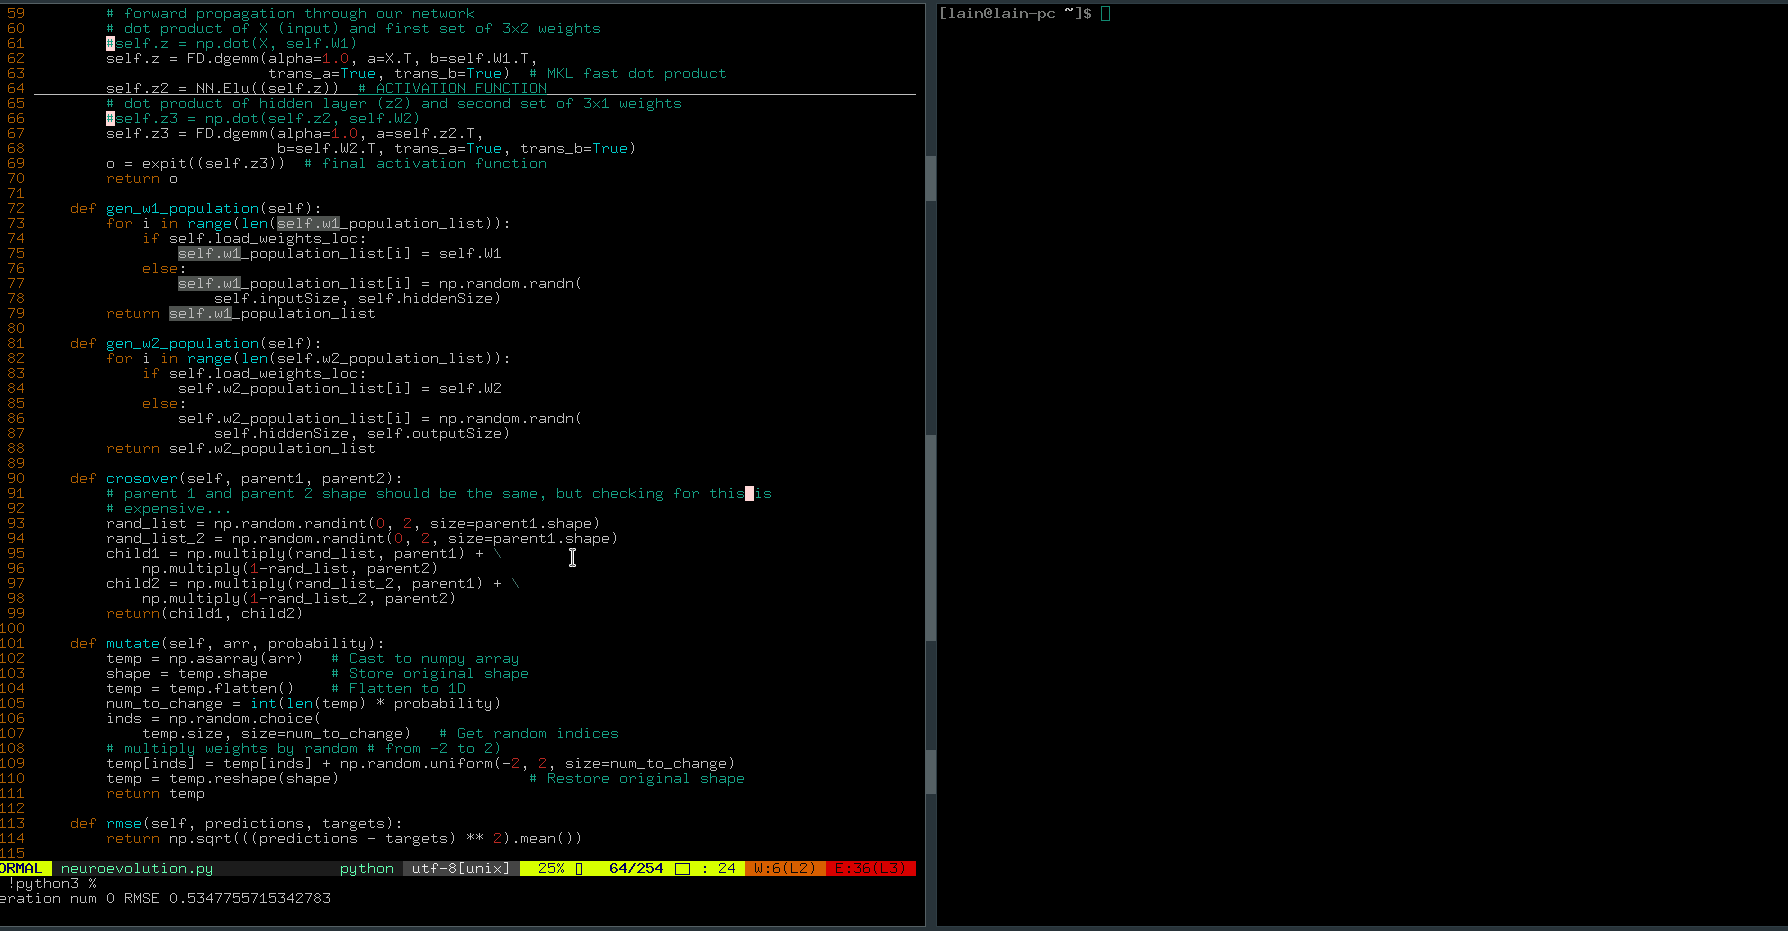 59         # forward propagation through our network
60         # dot product of X (input) and first set of 3x2 weights
61         #self.z = np.dot(X, self.W1)
62         self.z = FD.dgemm(alpha=1.0, a=X.T, b=self.W1.T,
63                           trans_a=True, trans_b=True)  # MKL fast dot product
64         self.z2 = NN.Elu((self.z))  # ACTIVATION FUNCTION
65         # dot product of hidden layer (z2) and second set of 3x1 weights
66         #self.z3 = np.dot(self.z2, self.W2)
67         self.z3 = FD.dgemm(alpha=1.0, a=self.z2.T,
68                            b=self.W2.T, trans_a=True, trans_b=True)
69         o = expit((self.z3))  # final activation function
70         return o
71
72     def gen_w1_population(self):
73         for i in range(len(self.w1_population_list)):
74             if self.load_weights_loc:
75                 self.w1_population_list[i] = self.W1
76             else:
77                 self.w1_population_list[i] = np.random.randn(
78                     self.inputSize, self.hiddenSize)
79         return self.w1_population_list
80
81     def gen_w2_population(self):
82         for i in range(len(self.w2_population_list)):
83             if self.load_weights_loc:
84                 self.w2_population_list[i] = self.W2
85             else:
86                 self.w2_population_list[i] = np.random.randn(
87                     self.hiddenSize, self.outputSize)
88         return self.w2_population_list
89
90     def crosover(self, parent1, parent2):
91         # parent 1 and parent 2 shape should be the same, but checking for this is
92         # expensive...
93         rand_list = np.random.randint(0, 2, size=parent1.shape)
94         rand_list_2 = np.random.randint(0, 2, size=parent1.shape)
95         child1 = np.multiply(rand_list, parent1) + \
96             np.multiply(1-rand_list, parent2)
97         child2 = np.multiply(rand_list_2, parent1) + \
98             np.multiply(1-rand_list_2, parent2)
99         return(child1, child2)
100
101     def mutate(self, arr, probability):
102         temp = np.asarray(arr)   # Cast to numpy array
103         shape = temp.shape       # Store original shape
104         temp = temp.flatten()    # Flatten to 1D
105         num_to_change = int(len(temp) * probability)
106         inds = np.random.choice(
107             temp.size, size=num_to_change)   # Get random indices
108         # multiply weights by random # from -2 to 2)
109         temp[inds] = temp[inds] + np.random.uniform(-2, 2, size=num_to_change)
110         temp = temp.reshape(shape)                     # Restore original shape
111         return temp
112
113     def rmse(self, predictions, targets):
114         return np.sqrt(((predictions - targets) ** 2).mean())
115
ORMAL neuroevolution.py python utf-8[unix] 25% 64/254 : 24 W:6(L2) E:36(L3)
!python3 %
eration num 0 RMSE 0.5347755715342783
[lain@lain-pc ~]$